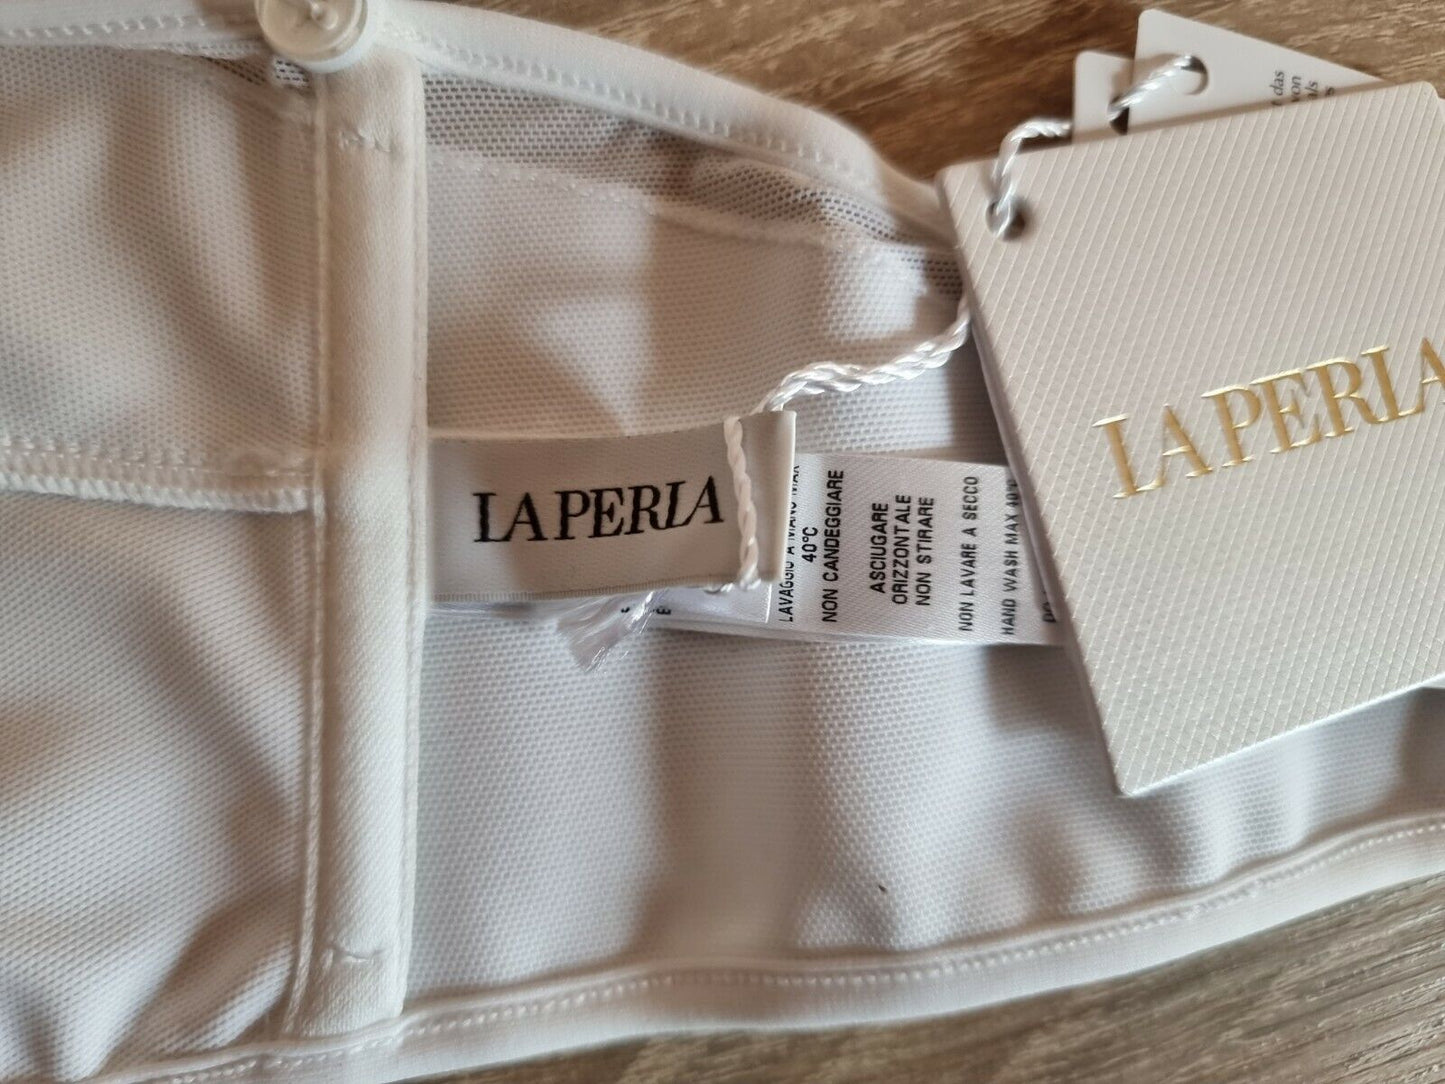 LA PERLA
LA PERLA
LAVAGGIO A MANO MAX
40°C
NON CANDEGGIARE
ASCIUGARE
ORIZZONTALE
NON STIRARE
NON LAVARE A SECCO
HAND WASH MAX 40°C
das